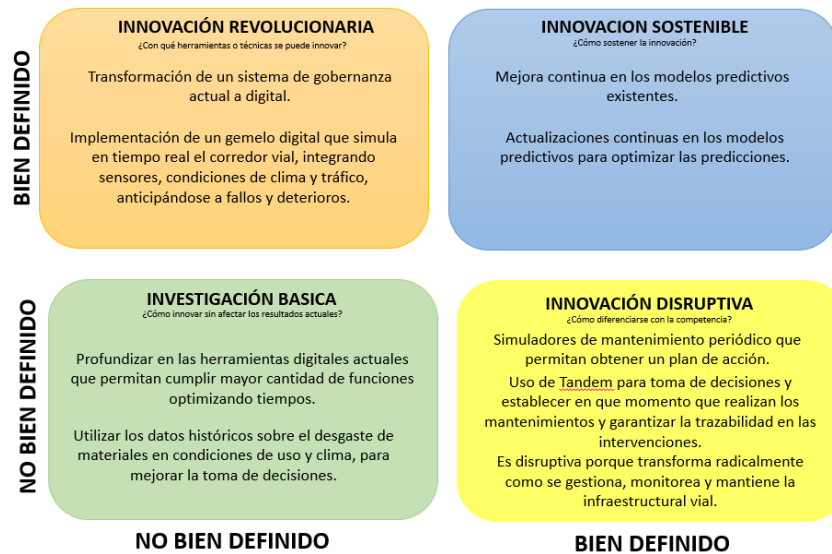 BIEN DEFINIDO
INNOVACIÓN REVOLUCIONARIA
¿Con qué herramientas o técnicas se puede innovar?
Transformación de un sistema de gobernanza
actual a digital.
Implementación de un gemelo digital que simula
en tiempo real el corredor vial, integrando
sensores, condiciones de clima y tráfico,
anticipándose a fallos y deterioros.
INNOVACION SOSTENIBLE
¿Cómo sostener la innovación?
Mejora continua en los modelos predictivos
existentes.
Actualizaciones continuas en los modelos
predictivos para optimizar las predicciones.
NO BIEN DEFINIDO
INVESTIGACIÓN BASICA
¿Cómo innovar sin afectar los resultados actuales?
Profundizar en las herramientas digitales actuales
que permitan cumplir mayor cantidad de funciones
optimizando tiempos.
Utilizar los datos históricos sobre el desgaste de
materiales en condiciones de uso y clima, para
mejorar la toma de decisiones.
INNOVACIÓN DISRUPTIVA
¿Cómo diferenciarse con la competencia?
Simuladores de mantenimiento periódico que
permitan obtener un plan de acción.
Uso de Tandem para toma de decisiones y
establecer en que momento que realizan los
mantenimientos y garantizar la trazabilidad en las
intervenciones.
Es disruptiva porque transforma radicalmente
como se gestiona, monitorea y mantiene la
infraestructural vial.
NO BIEN DEFINIDO
BIEN DEFINIDO